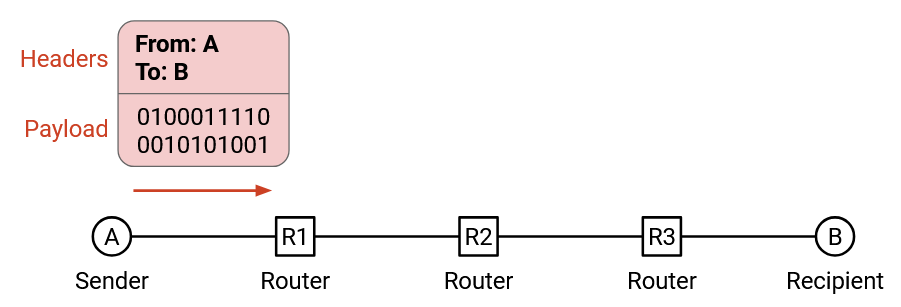 Headers
From: A
To: B
Payload
0100011110
0010101001
A
R1
R2
R3
B
Sender
Router
Router
Router
Recipient